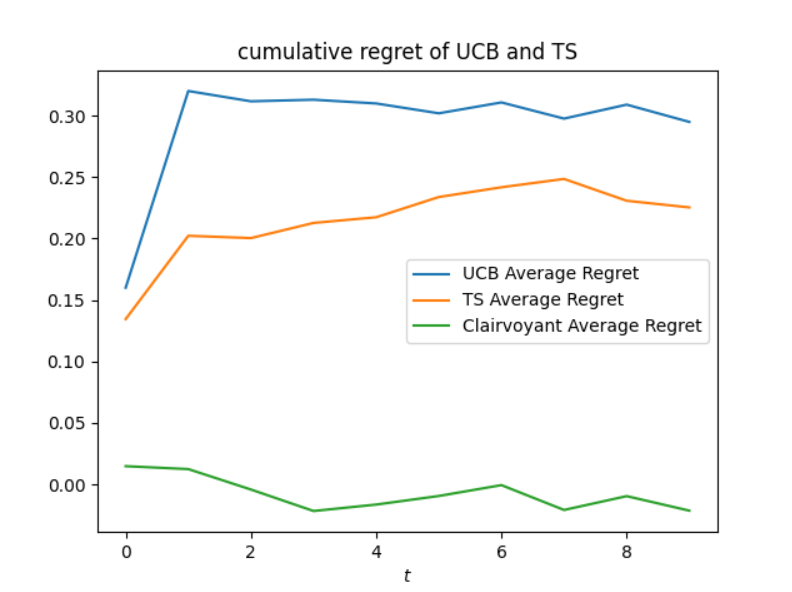 cumulative regret of UCB and TS
0.30
0.25
0.20
0.15
0.10
0.05
0.00
UCB Average Regret
TS Average Regret
Clairvoyant Average Regret
0 2 4 6 8
t